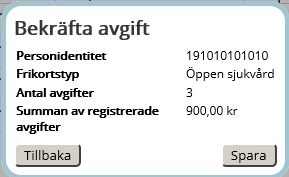 Bekräfta avgift
Personidentitet 191010101010
Frikortstyp Öppen sjukvård
Antal avgifter 3
Summan av registrerade 900,00 kr
avgifter
Tillbaka Spara